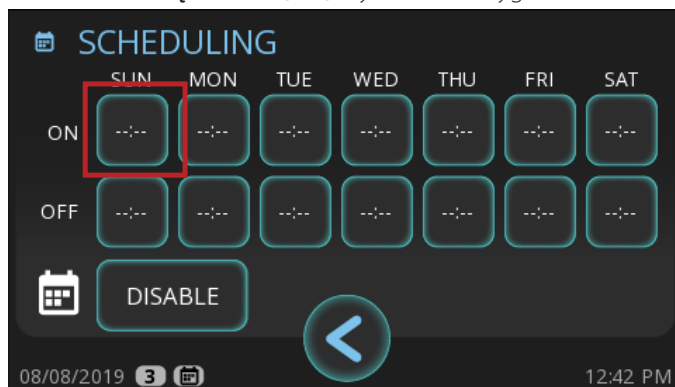 SCHEDULING
SUN MON TUE WED THU FRI SAT
ON --:-- --:-- --:-- --:-- --:-- --:-- --:--
OFF --:-- --:-- --:-- --:-- --:-- --:-- --:--
DISABLE
08/08/2019 3 12:42 PM